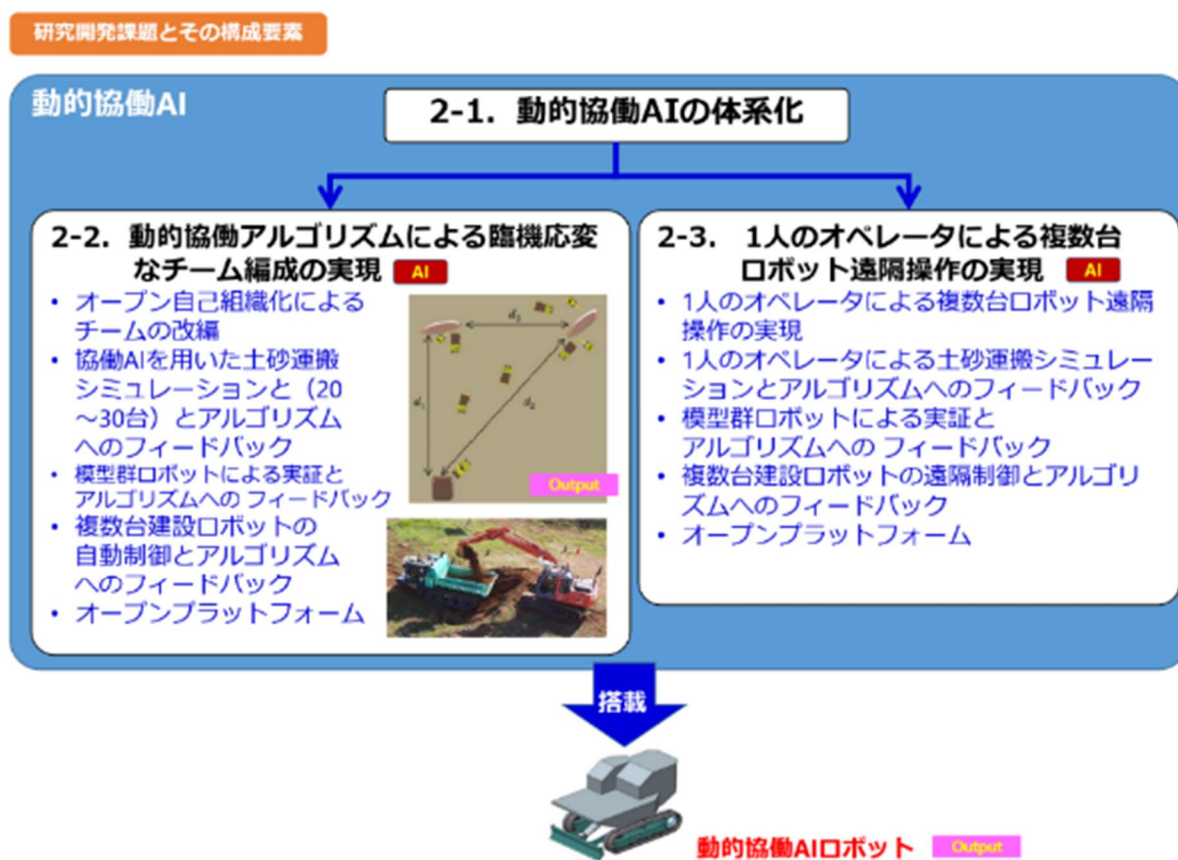 研究開発課題とその構成要素
動的協働AI
2-1. 動的協働AIの体系化
2-2. 動的協働アルゴリズムによる臨機応変
なチーム編成の実現 AI
• オープン自己組織化による
チームの改編
• 協働AIを用いた土砂運搬
シミュレーションと（20
～30台）とアルゴリズム
へのフィードバック
• 模型群ロボットによる実証と
アルゴリズムへの フィードバック
• 複数台建設ロボットの
自動制御とアルゴリズム
へのフィードバック
• オープンプラットフォーム
Output
2-3. 1人のオペレータによる複数台
ロボット遠隔操作の実現 AI
• 1人のオペレータによる複数台ロボット遠隔
操作の実現
• 1人のオペレータによる土砂運搬シミュレー
ションとアルゴリズムへのフィードバック
• 模型群ロボットによる実証と
アルゴリズムへの フィードバック
• 複数台建設ロボットの遠隔制御とアルゴリ
ズムへのフィードバック
• オープンプラットフォーム
搭載
動的協働AIロボット Output